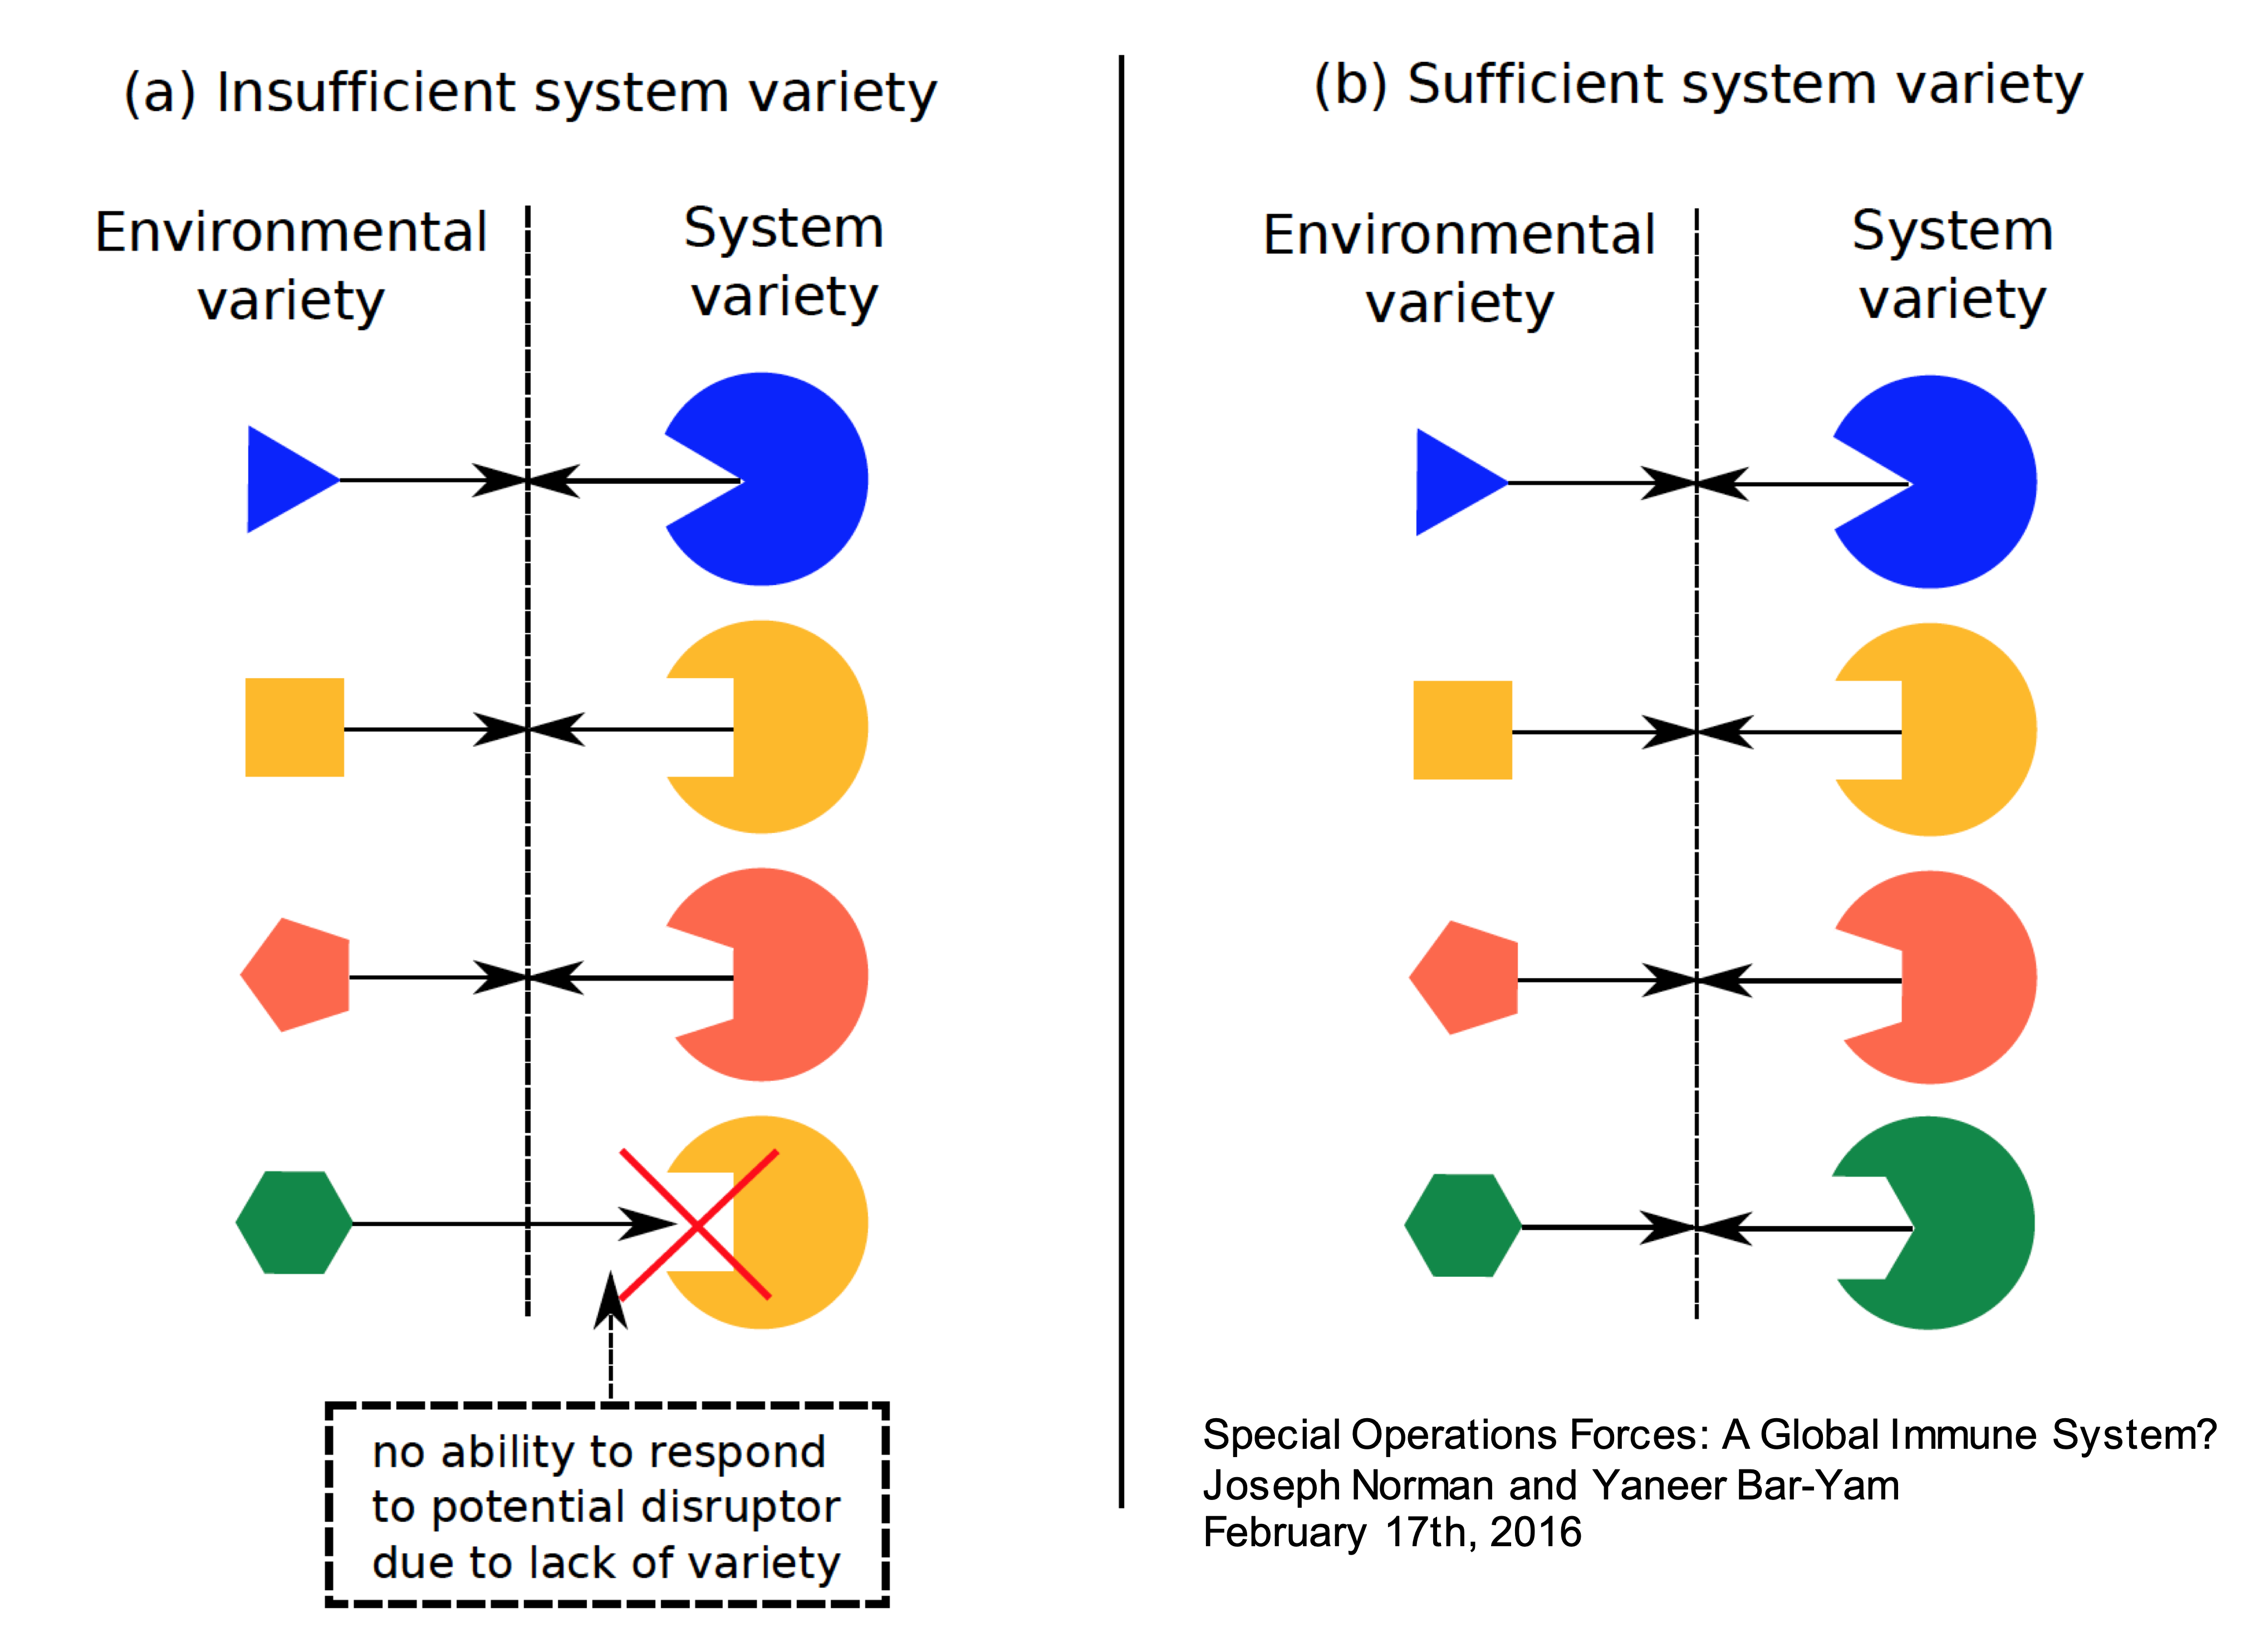 (a) Insufficient system variety
Environmental
variety
System
variety
no ability to respond
to potential disruptor
due to lack of variety
(b) Sufficient system variety
Environmental
variety
System
variety
Special Operations Forces: A Global Immune System?
Joseph Norman and Yaneer Bar-Yam
February 17th, 2016